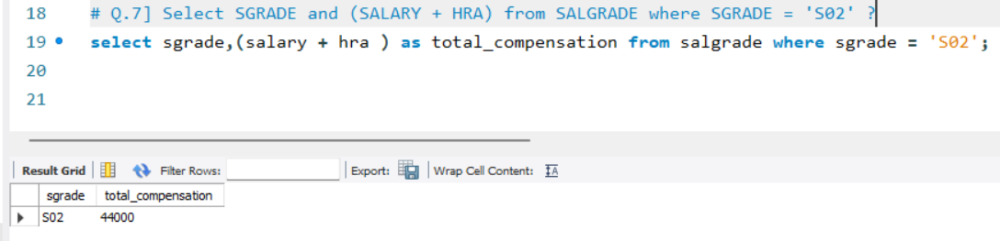 18 # Q.7] Select SGRADE and (SALARY + HRA) from SALGRADE where SGRADE = 'S02' ?
19 select sgrade,(salary + hra ) as total_compensation from salgrade where sgrade = 'S02';
20
21
Result Grid Filter Rows: Export: Wrap Cell Content: IA
sgrade total_compensation
S02 44000